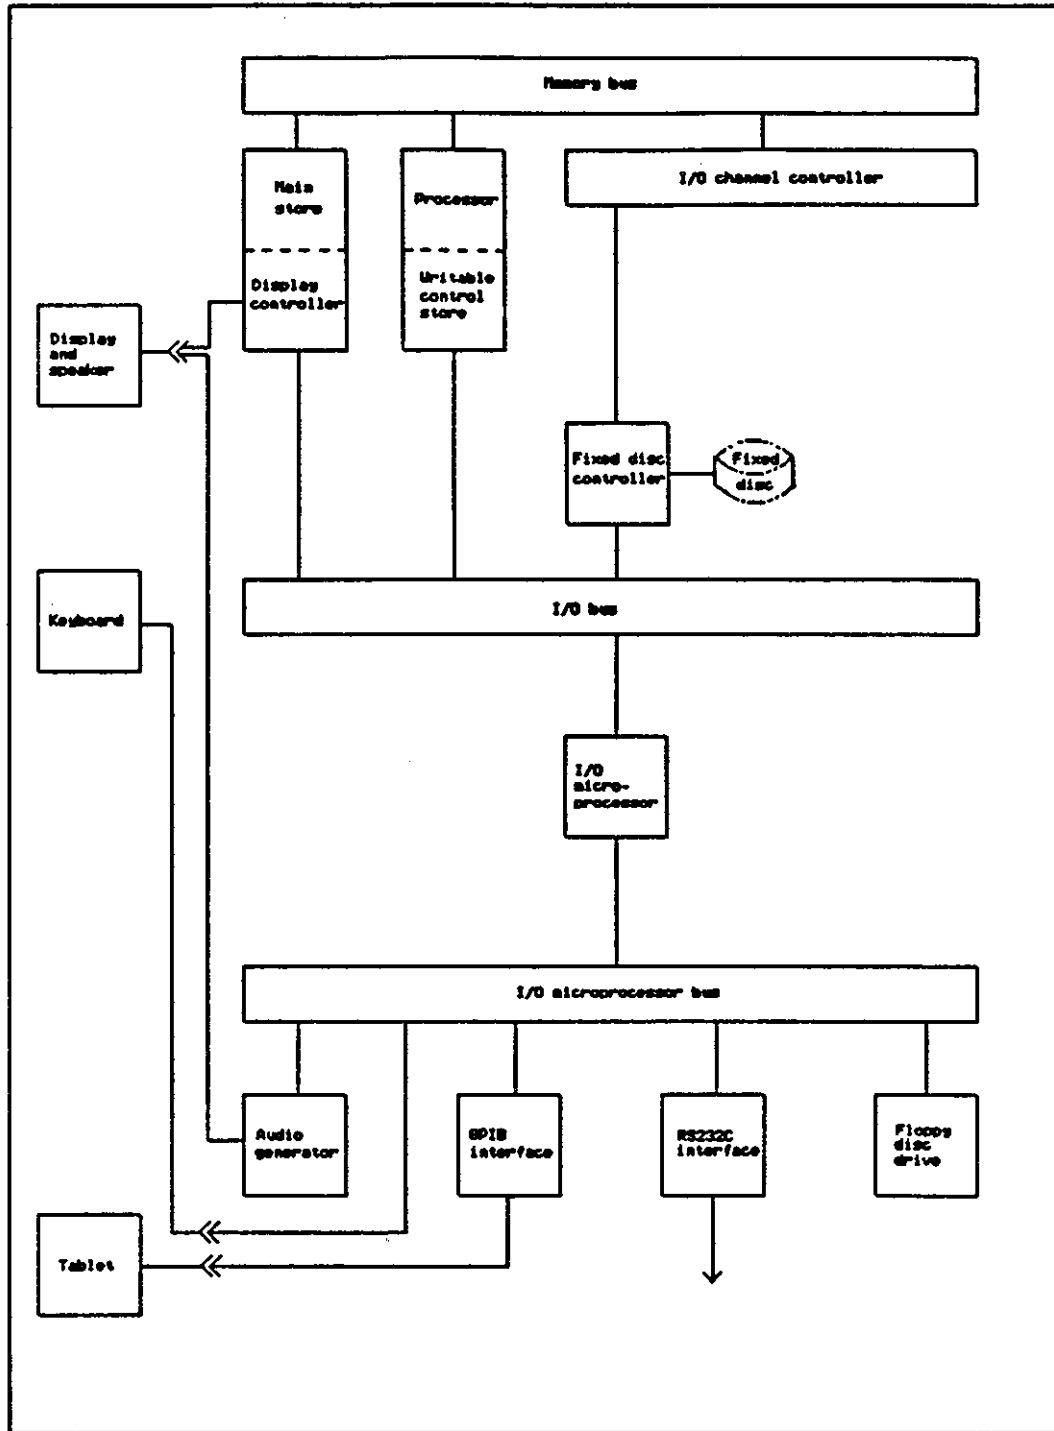 Memory bus
Main
store
Processor
I/O channel controller
Display
controller
Writable
control
store
Display
and
speaker
Fixed disc
controller
Fixed
disc
Keyboard
I/O bus
I/O
micro-
processor
I/O microprocessor bus
Audio
generator
GPIB
interface
RS232C
interface
Floppy
disc
drive
Tablet